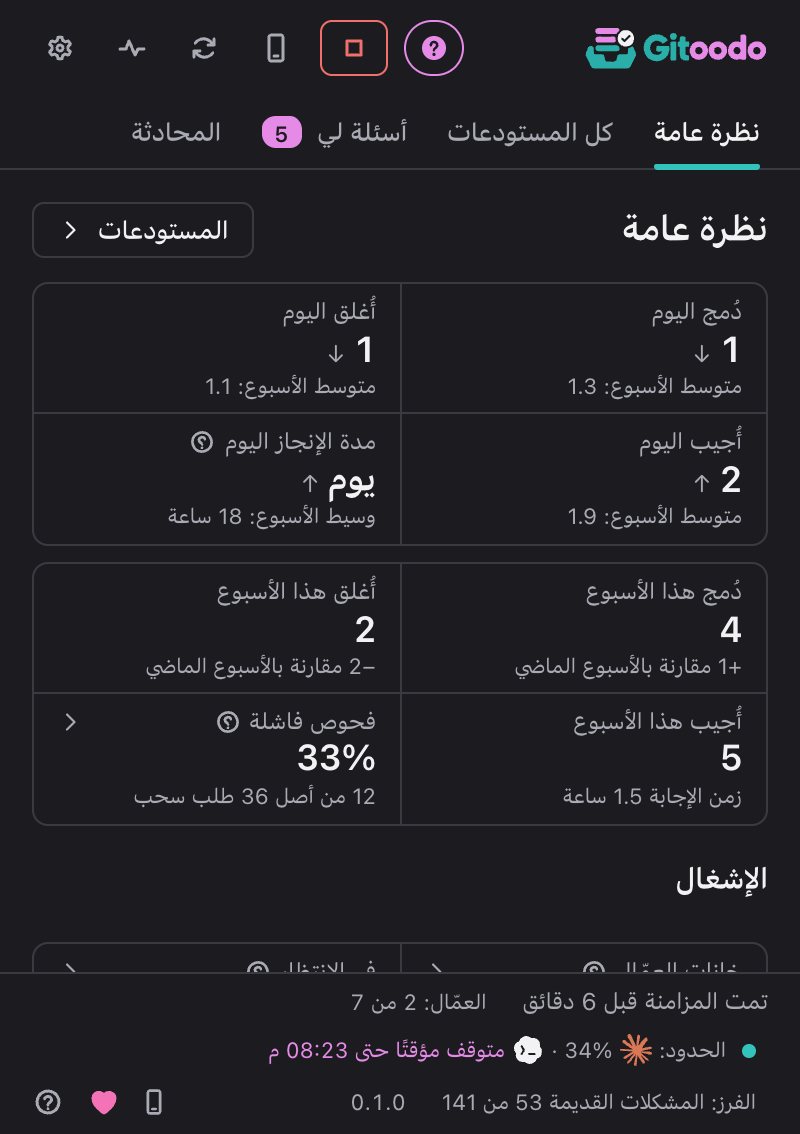 Gitoodo
نظرة عامة
كل المستودعات
أسئلة لي 5
المحادثة
نظرة عامة
المستودعات
دُمج اليوم
1 ↓
متوسط الأسبوع: 1.3
أُغلق اليوم
1 ↓
متوسط الأسبوع: 1.1
أُجيب اليوم
2 ↑
متوسط الأسبوع: 1.9
مدة الإنجاز اليوم
يوم ↑
وسيط الأسبوع: 18 ساعة
دُمج هذا الأسبوع
4
+1 مقارنة بالأسبوع الماضي
أُغلق هذا الأسبوع
2
−2 مقارنة بالأسبوع الماضي
أُجيب هذا الأسبوع
5
زمن الإجابة 1.5 ساعة
فحوص فاشلة
33%
12 من أصل 36 طلب سحب
الإشغال
خانات العمّال
في الانتظار
تمت المزامنة قبل 6 دقائق
العمّال: 2 من 7
الحدود: 34% · متوقف مؤقتًا حتى 08:23 م
الفرز: المشكلات القديمة 53 من 141
0.1.0